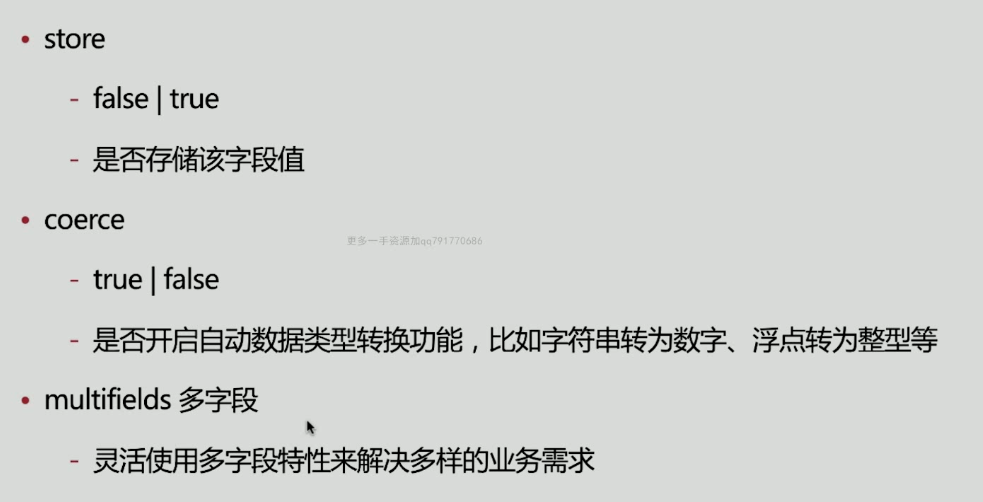 • store
- false | true
- 是否存储该字段值
• coerce
更多一手资源加qq791770686
- true | false
- 是否开启自动数据类型转换功能，比如字符串转为数字、浮点转为整型等
• multifields 多字段
- 灵活使用多字段特性来解决多样的业务需求